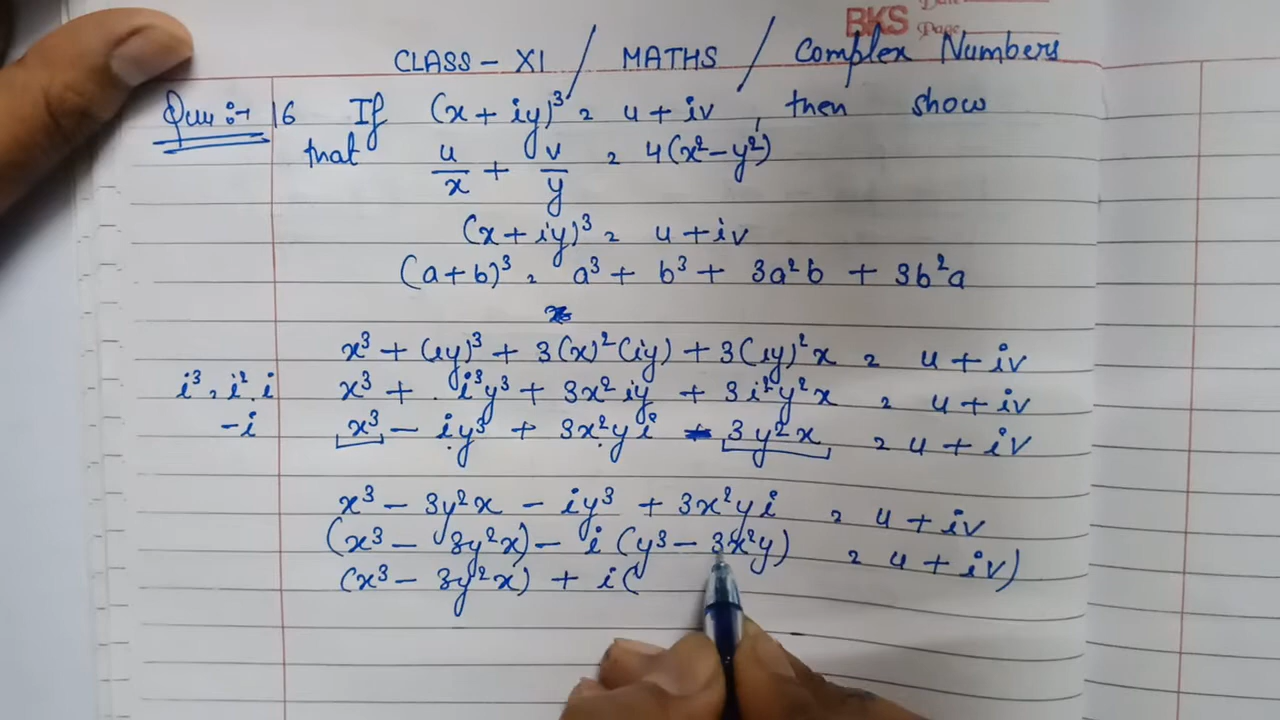 BKS Date
Page
CLASS - XI / MATHS / Complex Numbers
Que:- 16 If (x + iy)³ = u + iv, then show
that u/x + v/y = 4(x² - y²)
(x + iy)³ = u + iv
(a + b)³ = a³ + b³ + 3a²b + 3b²a
x³ + (iy)³ + 3(x)²(iy) + 3(iy)²x = u + iv
i³ = i² . i x³ + i³y³ + 3x²iy + 3i²y²x = u + iv
-i x³ - iy³ + 3x²yi - 3y²x = u + iv
x³ - 3y²x - iy³ + 3x²yi = u + iv
(x³ - 3y²x) - i(y³ - 3x²y) = u + iv)
(x³ - 3y²x) + i(